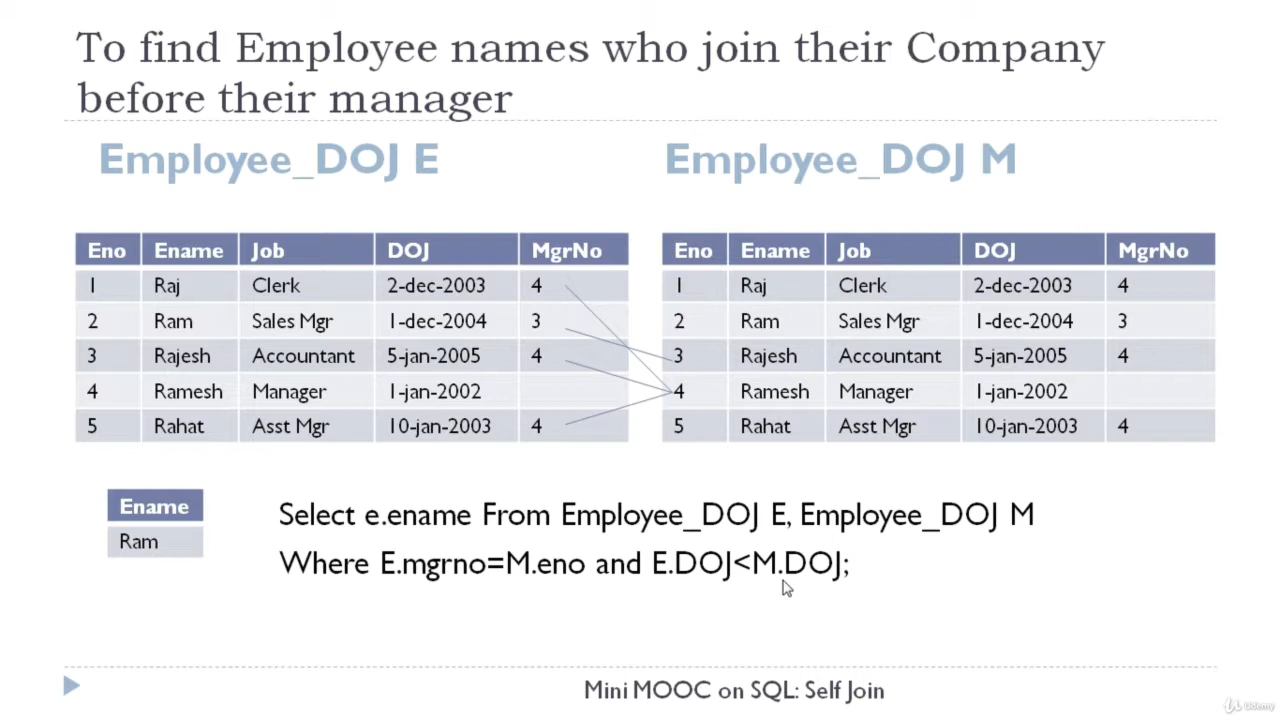 To find Employee names who join their Company
before their manager
Employee_DOJ E
Employee_DOJ M
Eno Ename Job DOJ MgrNo
1 Raj Clerk 2-dec-2003 4
2 Ram Sales Mgr 1-dec-2004 3
3 Rajesh Accountant 5-jan-2005 4
4 Ramesh Manager 1-jan-2002
5 Rahat Asst Mgr 10-jan-2003 4
Eno Ename Job DOJ MgrNo
1 Raj Clerk 2-dec-2003 4
2 Ram Sales Mgr 1-dec-2004 3
3 Rajesh Accountant 5-jan-2005 4
4 Ramesh Manager 1-jan-2002
5 Rahat Asst Mgr 10-jan-2003 4
Ename
Ram
Select e.ename From Employee_DOJ E, Employee_DOJ M
Where E.mgrno=M.eno and E.DOJ<M.DOJ;
Mini MOOC on SQL: Self Join
Udemy